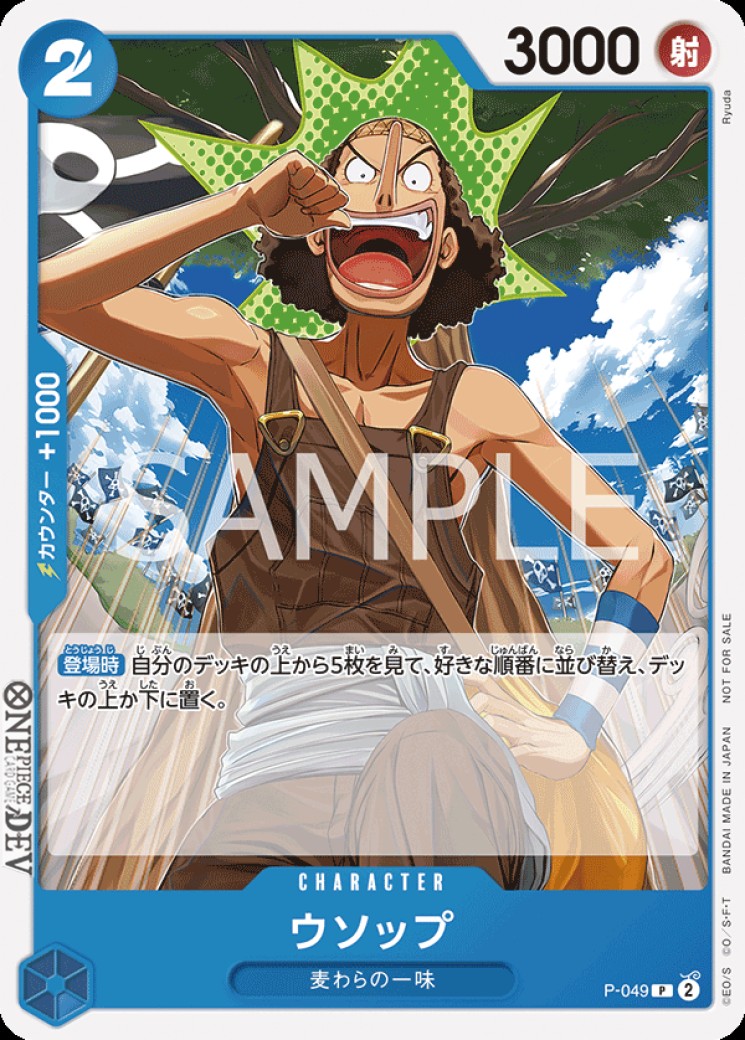 2
3000
射
Ryuda
カウンター +1000
SAMPLE
登場時 自分のデッキの上から5枚を見て、好きな順番に並び替え、デッ
キの上か下に置く。
ONE PIECE
CARD GAME
DEV
CHARACTER
ウソップ
麦わらの一味
P-049 P 2
©EO/S ©O/S・F・T BANDAI MADE IN JAPAN NOT FOR SALE